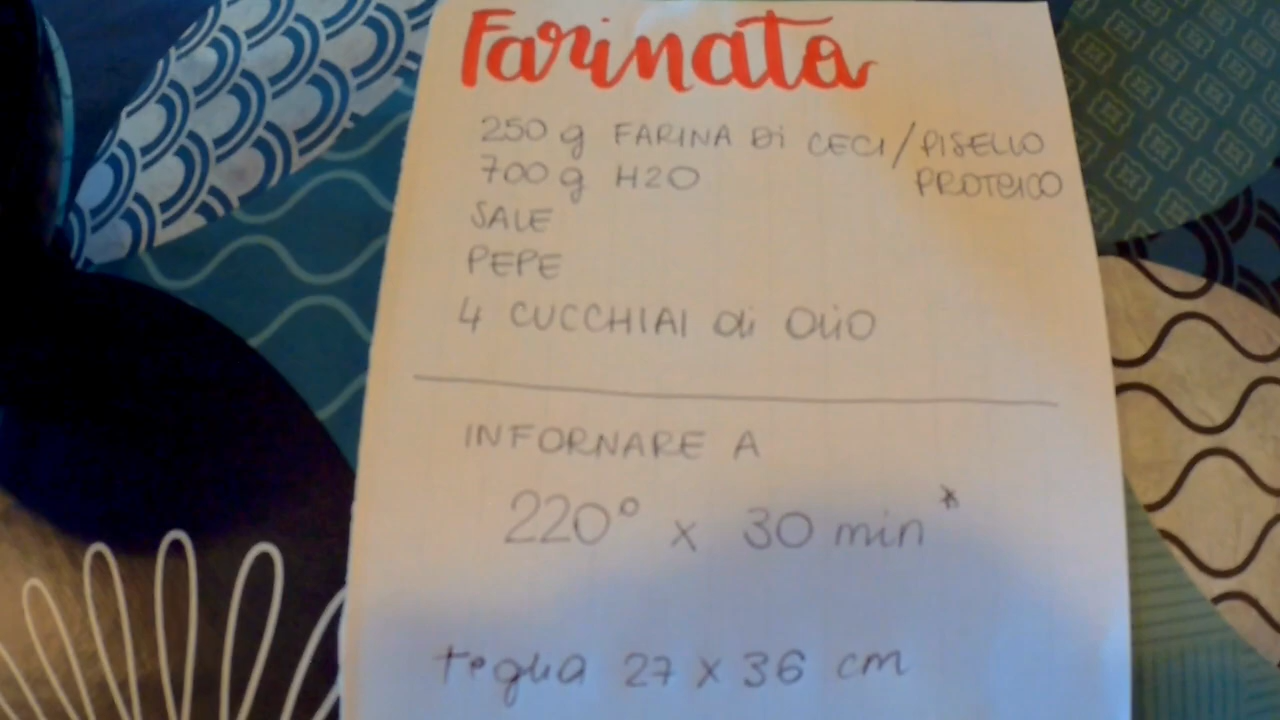 Farinata
250 g FARINA Di CECI/PISELLO
700 g H2O PROTEICO
SALE
PEPE
4 CUCCHIAI di OliO
INFORNARE A
220° x 30 min*
teglia 27 x 36 cm